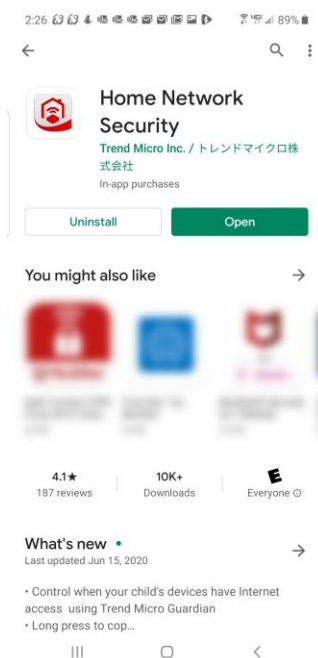 2:26 89%
Home Network
Security
Trend Micro Inc. / トレンドマイクロ株
式会社
In-app purchases
Uninstall Open
You might also like
4.1★ 10K+ E
187 reviews Downloads Everyone
What's new •
Last updated Jun 15, 2020
• Control when your child's devices have Internet
access using Trend Micro Guardian
• Long press to cop...